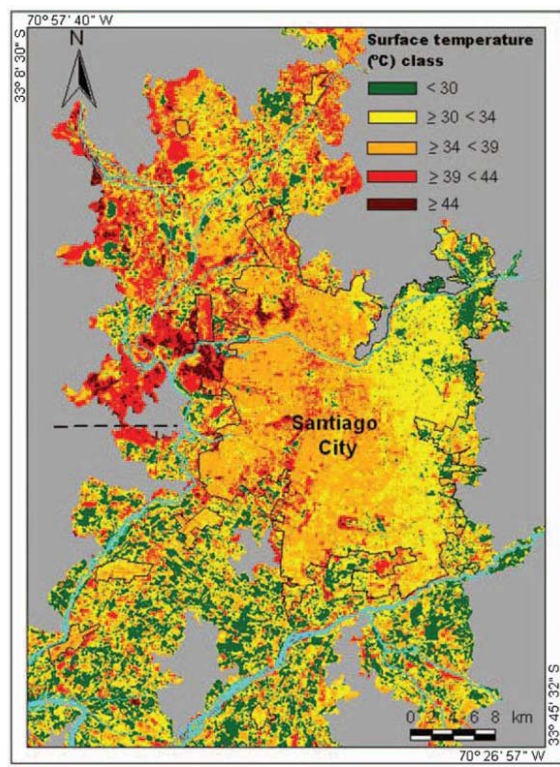 70° 57' 40" W
33° 8' 30" S
N
Surface temperature
(ºC) class
< 30
≥ 30 < 34
≥ 34 < 39
≥ 39 < 44
≥ 44
Santiago
City
0 2 4 6 8 km
33° 45' 32" S
70° 26' 57" W